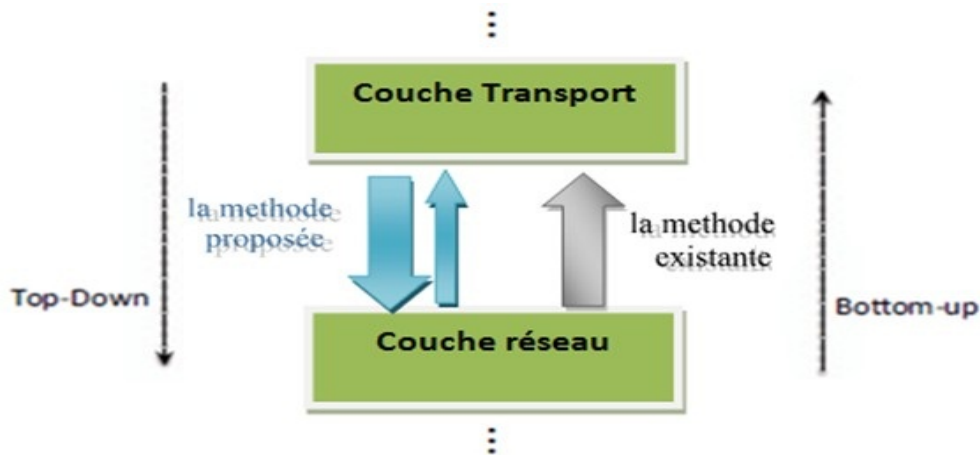 Couche Transport
la methode
proposée
la methode
existante
Top-Down
Bottom-up
Couche réseau